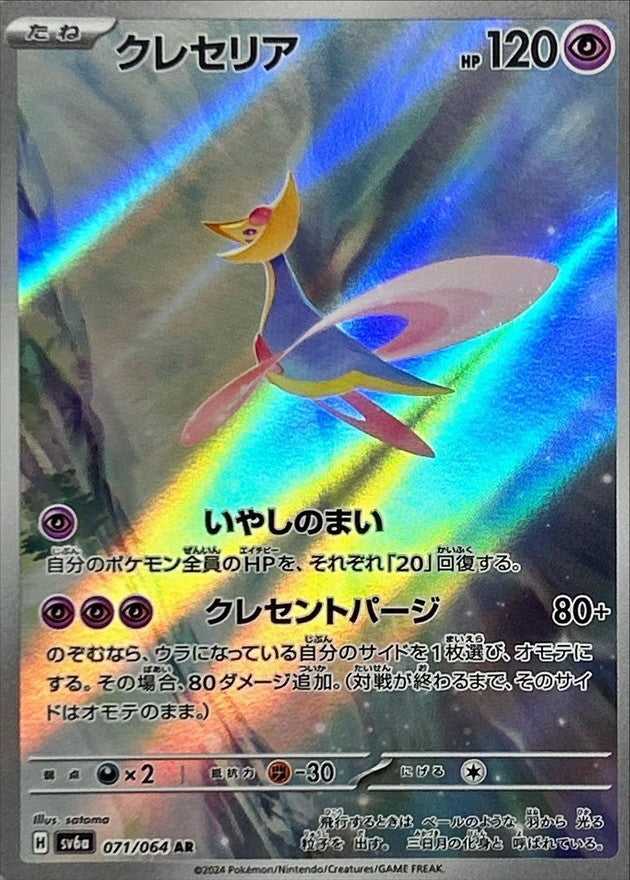 たね クレセリア HP 120
いやしのまい
自分のポケモン全員のHPを、それぞれ「20」回復する。
クレセントパージ 80+
のぞむなら、ウラになっている自分のサイドを1枚選び、オモテに
する。その場合、80ダメージ追加。(対戦が終わるまで、そのサイ
ドはオモテのまま。)
弱点 ×2 抵抗力 -30 にげる
Illus. satoma
飛行するときは ベールのような 羽から 光る
H sv6a 071/064 AR
粒子を 出す。 三日月の化身と 呼ばれている。
©2024 Pokémon/Nintendo/Creatures/GAME FREAK.